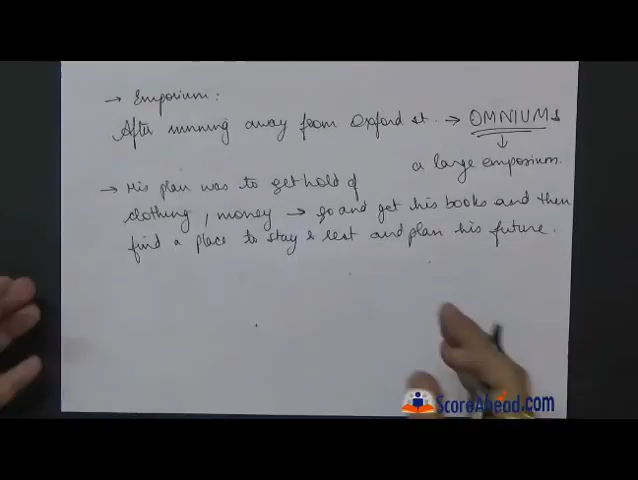 → Emporium :
After running away from Oxford st. → OMNIUMs
↓
a large emporium.
→ His plan was to get hold of
clothing, money → go and get his books and then
find a place to stay & rest and plan his future.
ScoreAhead.com